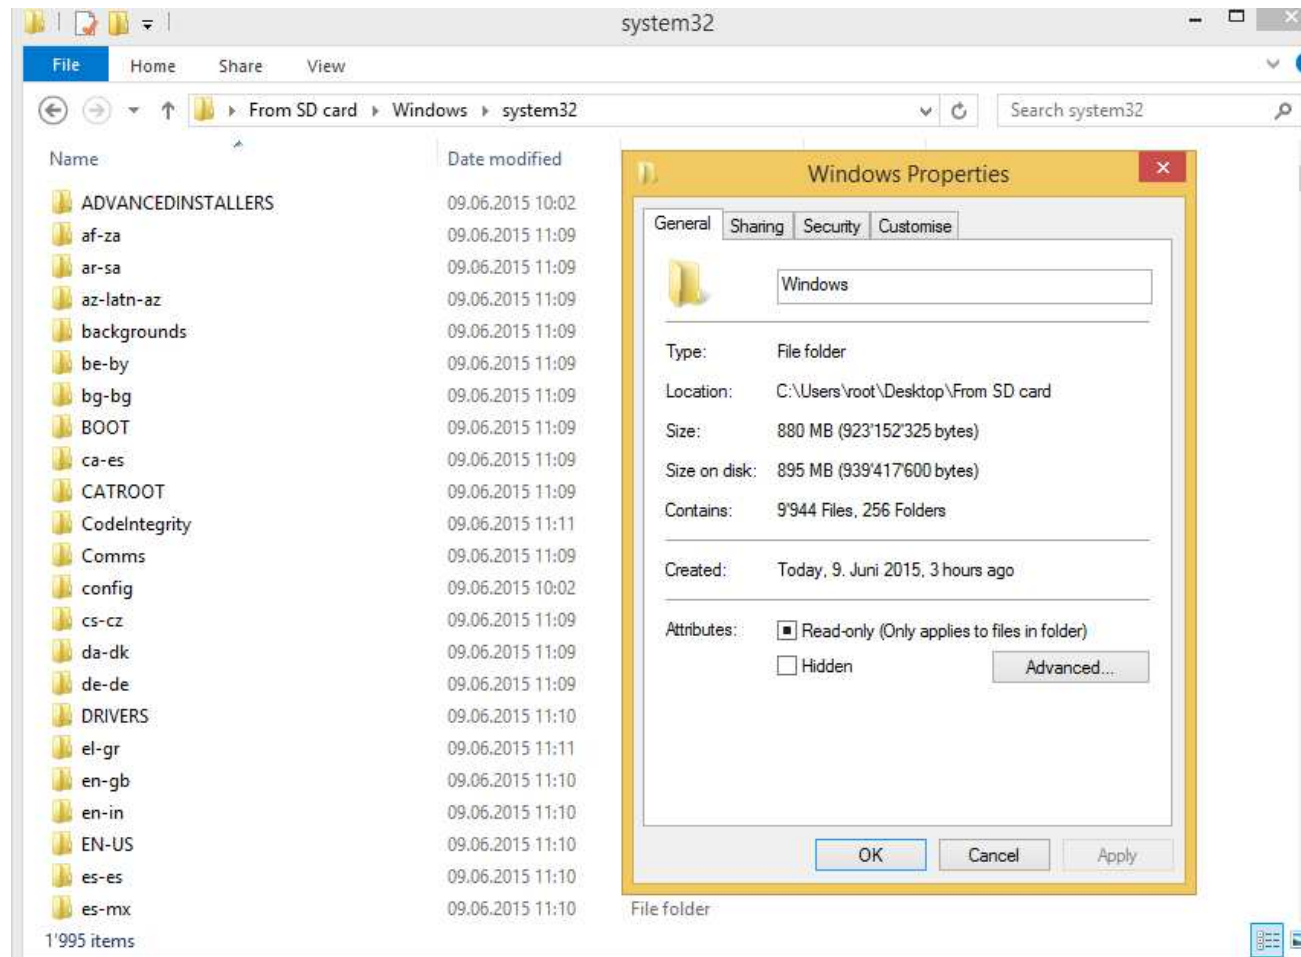 system32
File Home Share View
From SD card Windows system32 Search system32
Name Date modified
ADVANCEDINSTALLERS 09.06.2015 10:02
af-za 09.06.2015 11:09
ar-sa 09.06.2015 11:09
az-latn-az 09.06.2015 11:09
backgrounds 09.06.2015 11:09
be-by 09.06.2015 11:09
bg-bg 09.06.2015 11:09
BOOT 09.06.2015 11:09
ca-es 09.06.2015 11:09
CATROOT 09.06.2015 11:09
CodeIntegrity 09.06.2015 11:11
Comms 09.06.2015 11:09
config 09.06.2015 10:02
cs-cz 09.06.2015 11:09
da-dk 09.06.2015 11:09
de-de 09.06.2015 11:09
DRIVERS 09.06.2015 11:10
el-gr 09.06.2015 11:11
en-gb 09.06.2015 11:10
en-in 09.06.2015 11:10
EN-US 09.06.2015 11:10
es-es 09.06.2015 11:10
es-mx 09.06.2015 11:10 File folder
1'995 items
Windows Properties
General Sharing Security Customise
Windows
Type: File folder
Location: C:\Users\root\Desktop\From SD card
Size: 880 MB (923'152'325 bytes)
Size on disk: 895 MB (939'417'600 bytes)
Contains: 9'944 Files, 256 Folders
Created: Today, 9. Juni 2015, 3 hours ago
Attributes: Read-only (Only applies to files in folder)
Hidden Advanced...
OK Cancel Apply